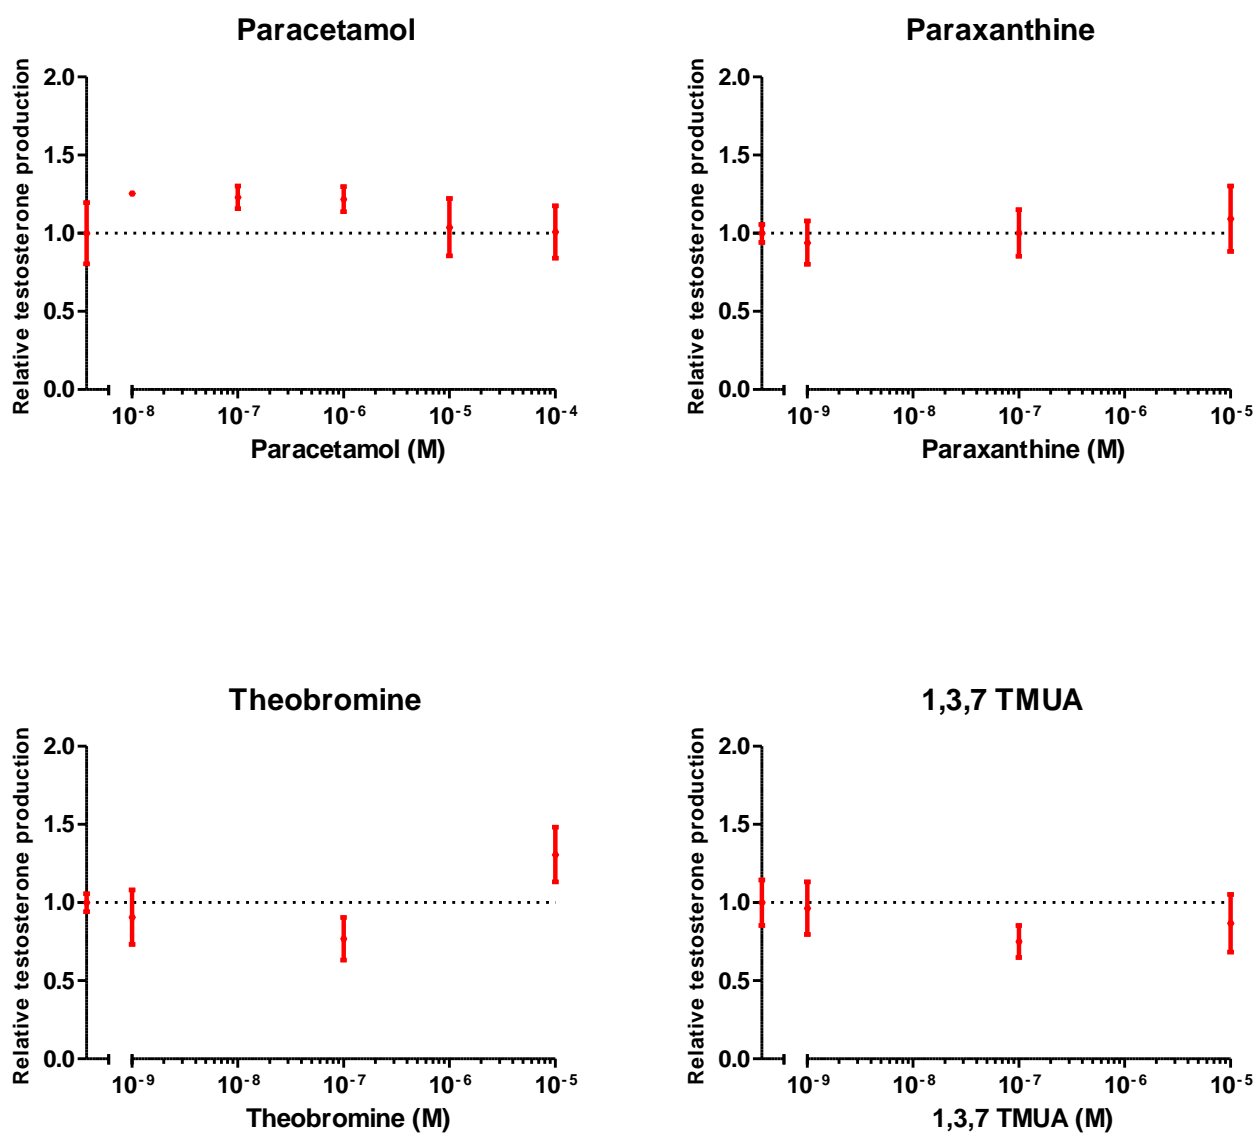 Paracetamol
Relative testosterone production
2.0
1.5
1.0
0.5
0.0
10⁻⁸ 10⁻⁷ 10⁻⁶ 10⁻⁵ 10⁻⁴
Paracetamol (M)
Paraxanthine
Relative testosterone production
2.0
1.5
1.0
0.5
0.0
10⁻⁹ 10⁻⁸ 10⁻⁷ 10⁻⁶ 10⁻⁵
Paraxanthine (M)
Theobromine
Relative testosterone production
2.0
1.5
1.0
0.5
0.0
10⁻⁹ 10⁻⁸ 10⁻⁷ 10⁻⁶ 10⁻⁵
Theobromine (M)
1,3,7 TMUA
Relative testosterone production
2.0
1.5
1.0
0.5
0.0
10⁻⁹ 10⁻⁸ 10⁻⁷ 10⁻⁶ 10⁻⁵
1,3,7 TMUA (M)